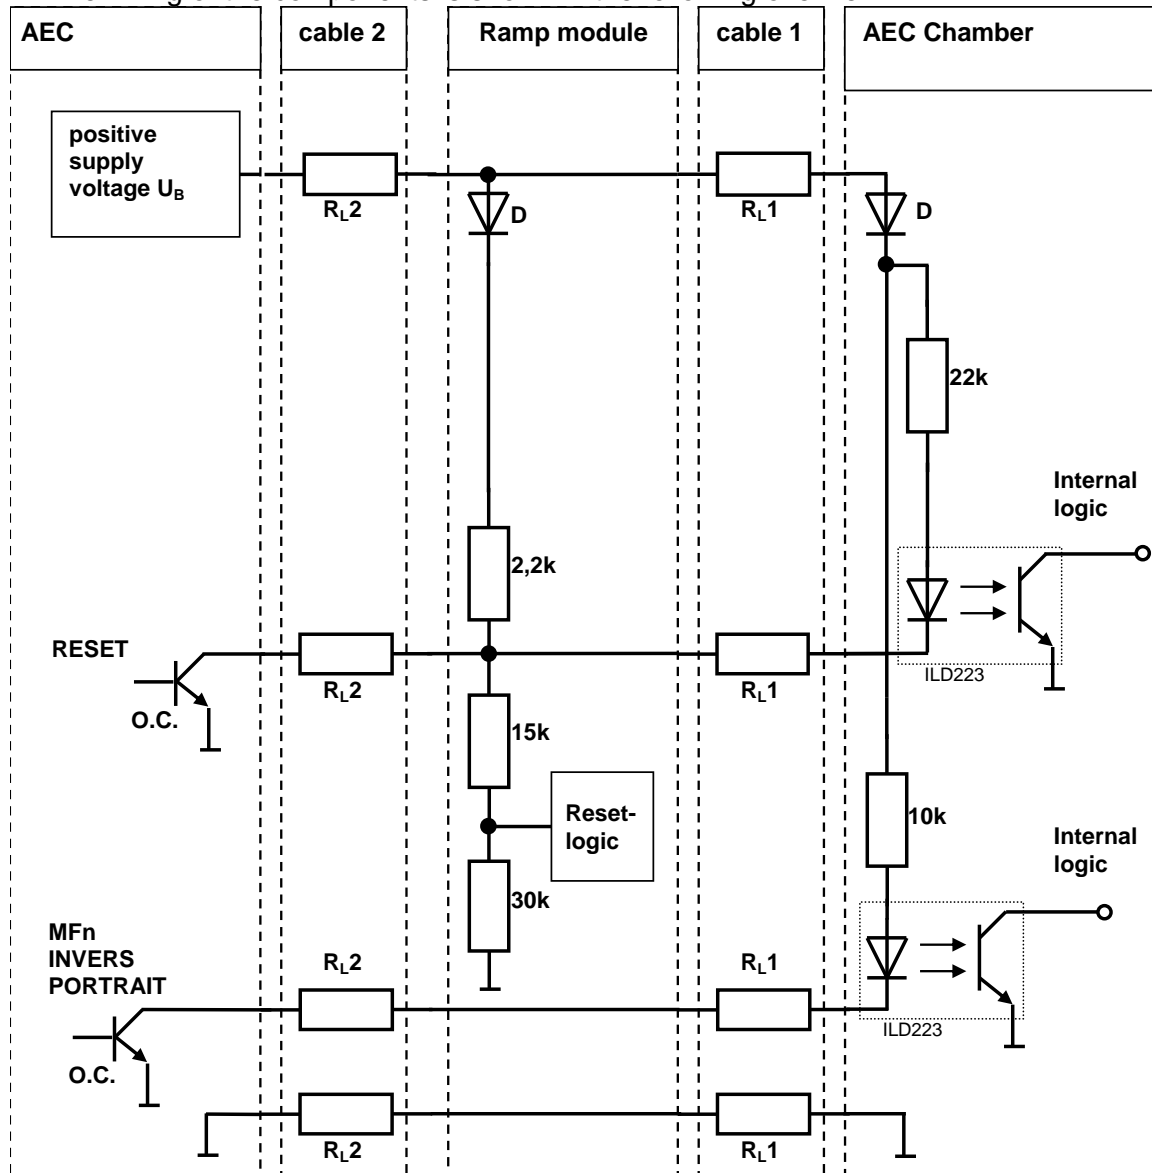 AEC
cable 2
Ramp module
cable 1
AEC Chamber
positive
supply
voltage UB
RL2
D
RL1
D
22k
Internal
logic
2,2k
RESET
O.C.
RL2
RL1
ILD223
15k
Reset-
logic
10k
Internal
logic
30k
MFn
INVERS
PORTRAIT
RL2
RL1
O.C.
ILD223
RL2
RL1